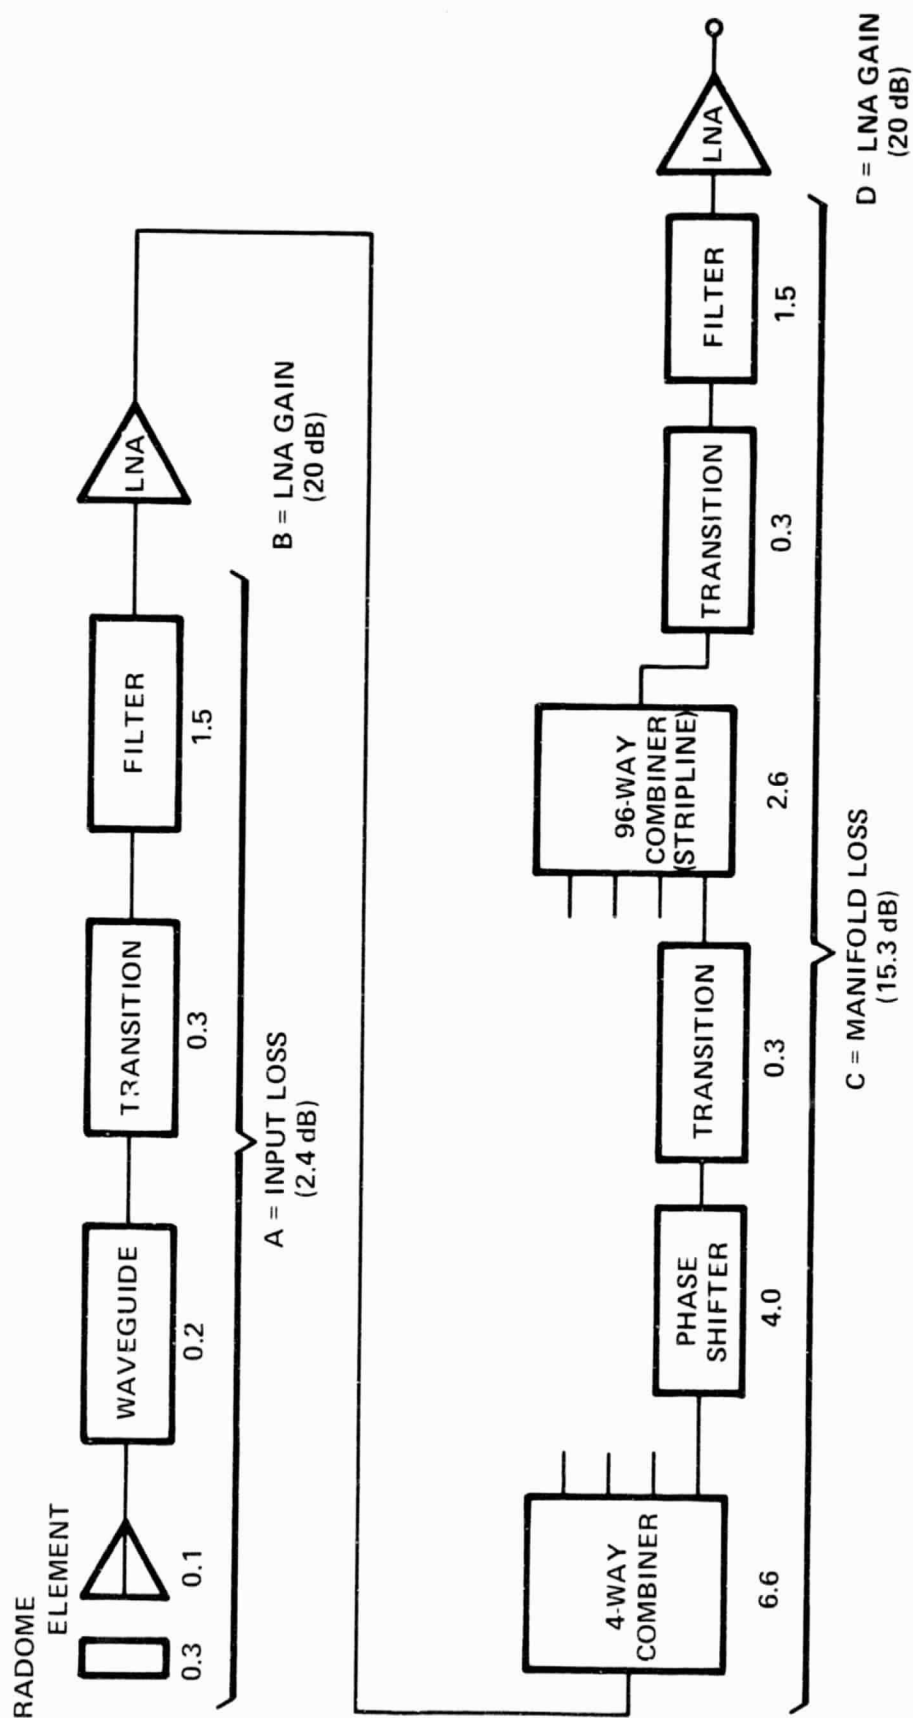 RADOME
ELEMENT
0.3
0.1
WAVEGUIDE
0.2
TRANSITION
0.3
FILTER
1.5
LNA
A = INPUT LOSS
(2.4 dB)
B = LNA GAIN
(20 dB)
4-WAY
COMBINER
6.6
PHASE
SHIFTER
4.0
TRANSITION
0.3
96-WAY
COMBINER
(STRIPLINE)
2.6
TRANSITION
0.3
FILTER
1.5
LNA
C = MANIFOLD LOSS
(15.3 dB)
D = LNA GAIN
(20 dB)